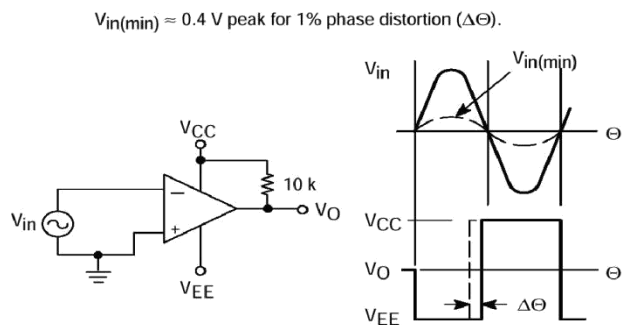 Vin(min) ≈ 0.4 V peak for 1% phase distortion (ΔΘ).
Vin
Vin(min)
Θ
VCC
10 k
Vin
−
+
VO
VEE
VCC
VO
Θ
VEE
ΔΘ